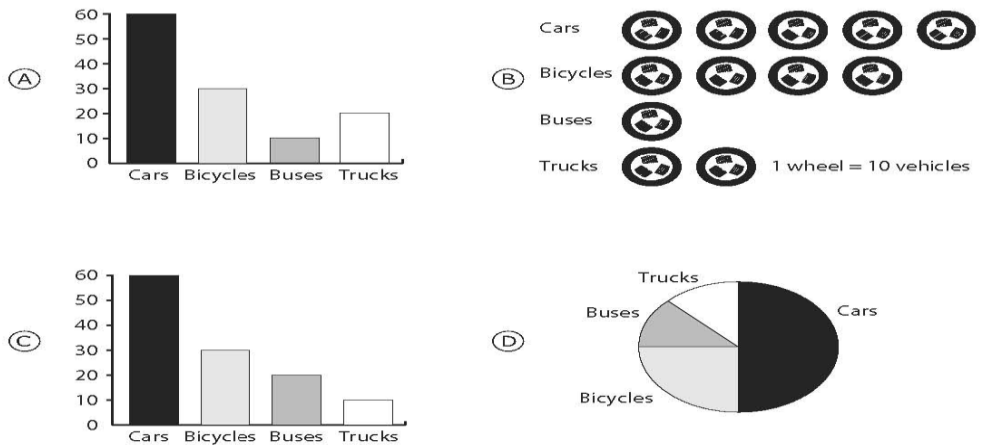 A
60
50
40
30
20
10
0
Cars Bicycles Buses Trucks
B
Cars
Bicycles
Buses
Trucks
1 wheel = 10 vehicles
C
60
50
40
30
20
10
0
Cars Bicycles Buses Trucks
D
Trucks
Buses
Cars
Bicycles